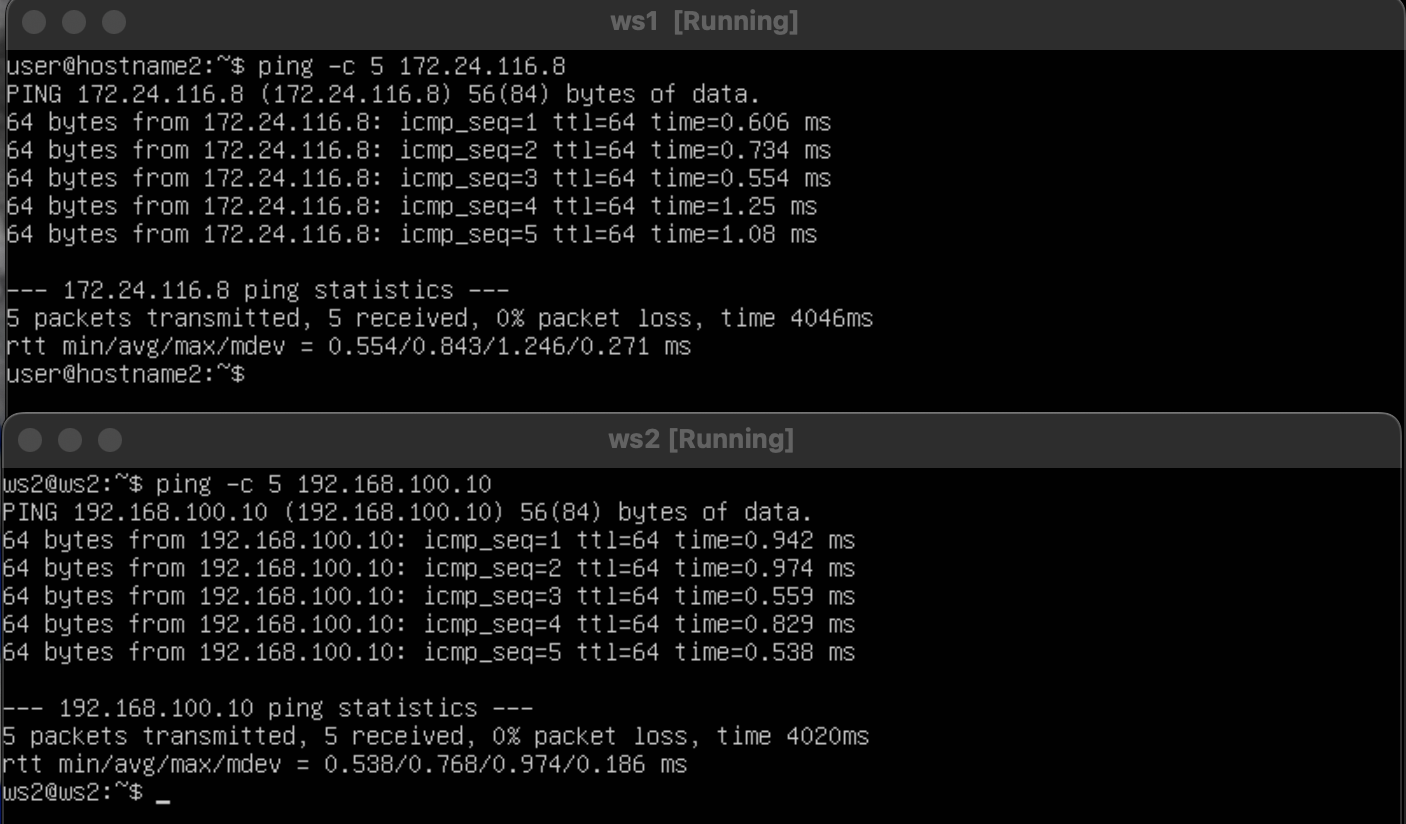 ws1 [Running]
user@hostname2:~$ ping -c 5 172.24.116.8
PING 172.24.116.8 (172.24.116.8) 56(84) bytes of data.
64 bytes from 172.24.116.8: icmp_seq=1 ttl=64 time=0.606 ms
64 bytes from 172.24.116.8: icmp_seq=2 ttl=64 time=0.734 ms
64 bytes from 172.24.116.8: icmp_seq=3 ttl=64 time=0.554 ms
64 bytes from 172.24.116.8: icmp_seq=4 ttl=64 time=1.25 ms
64 bytes from 172.24.116.8: icmp_seq=5 ttl=64 time=1.08 ms
--- 172.24.116.8 ping statistics ---
5 packets transmitted, 5 received, 0% packet loss, time 4046ms
rtt min/avg/max/mdev = 0.554/0.843/1.246/0.271 ms
user@hostname2:~$
ws2 [Running]
ws2@ws2:~$ ping -c 5 192.168.100.10
PING 192.168.100.10 (192.168.100.10) 56(84) bytes of data.
64 bytes from 192.168.100.10: icmp_seq=1 ttl=64 time=0.942 ms
64 bytes from 192.168.100.10: icmp_seq=2 ttl=64 time=0.974 ms
64 bytes from 192.168.100.10: icmp_seq=3 ttl=64 time=0.559 ms
64 bytes from 192.168.100.10: icmp_seq=4 ttl=64 time=0.829 ms
64 bytes from 192.168.100.10: icmp_seq=5 ttl=64 time=0.538 ms
--- 192.168.100.10 ping statistics ---
5 packets transmitted, 5 received, 0% packet loss, time 4020ms
rtt min/avg/max/mdev = 0.538/0.768/0.974/0.186 ms
ws2@ws2:~$ _